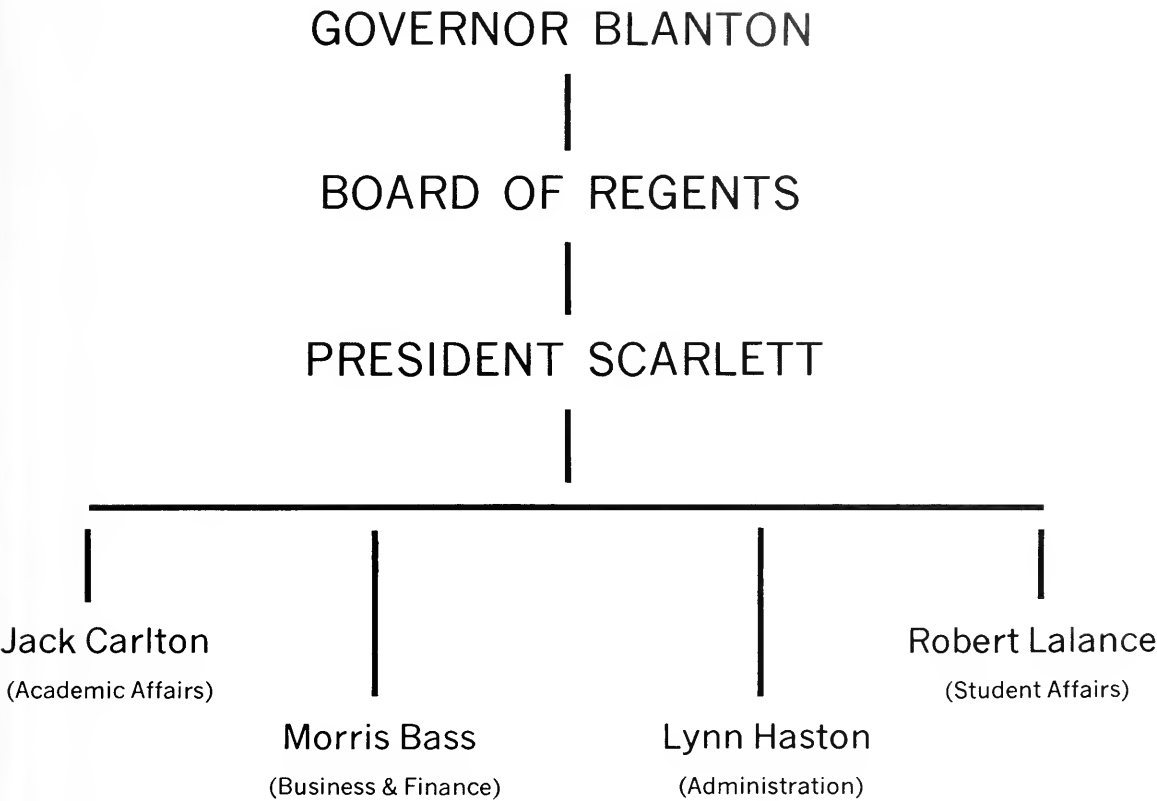 GOVERNOR BLANTON
BOARD OF REGENTS
PRESIDENT SCARLETT
Jack Carlton
(Academic Affairs)
Morris Bass
(Business & Finance)
Lynn Haston
(Administration)
Robert Lalance
(Student Affairs)